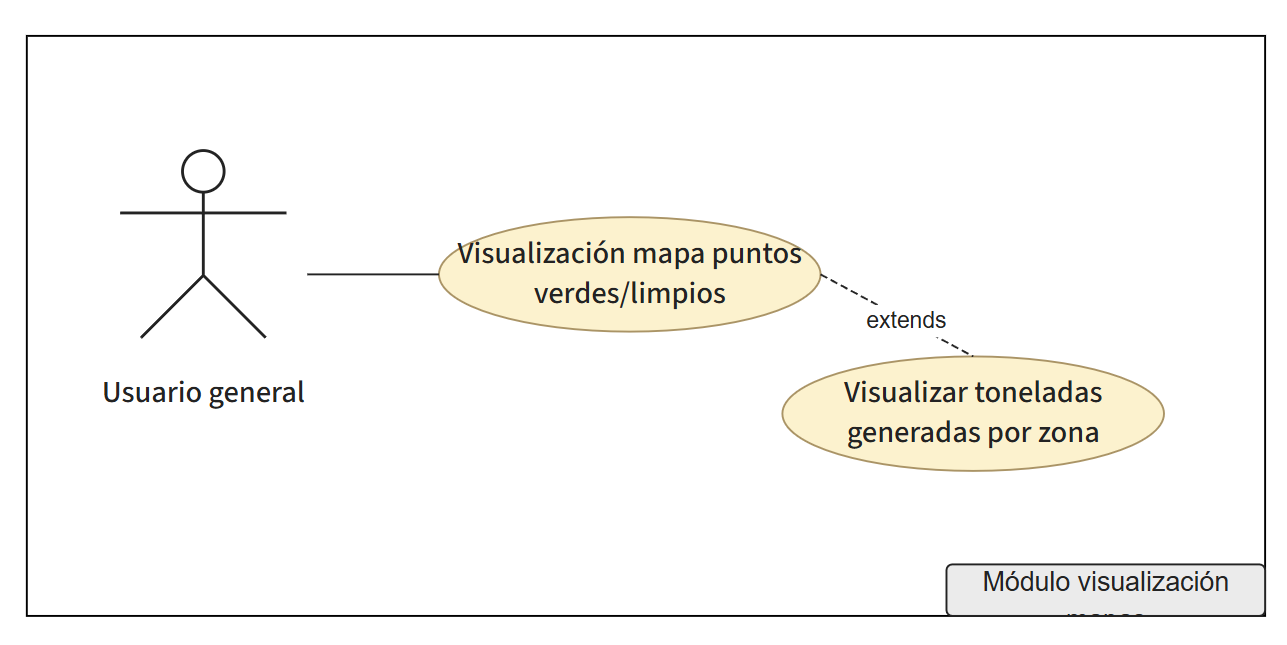 Visualización mapa puntos
verdes/limpios
extends
Usuario general
Visualizar toneladas
generadas por zona
Módulo visualización